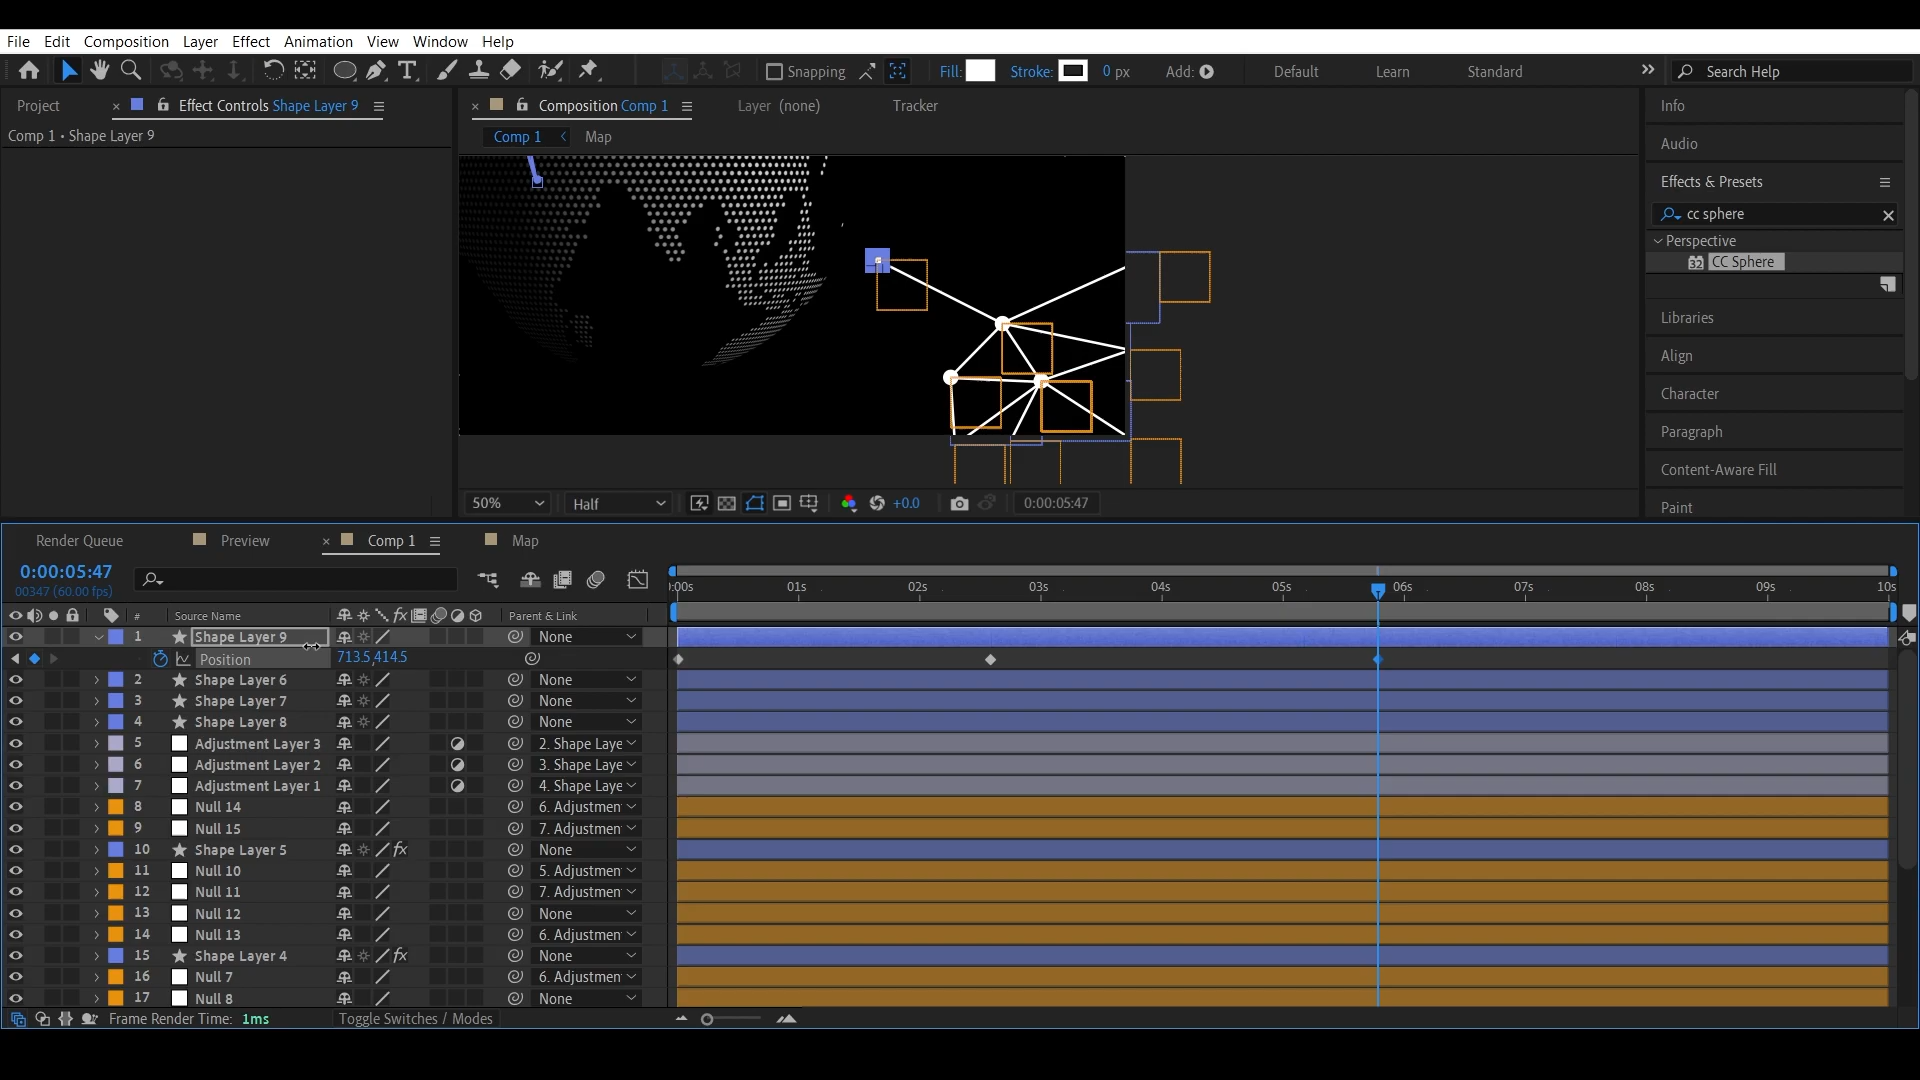 File Edit Composition Layer Effect Animation View Window Help
Snapping Fill: Stroke: 0 px Add: Default Learn Standard Search Help
Project Effect Controls Shape Layer 9
Comp 1 • Shape Layer 9
Composition Comp 1 Layer (none) Tracker
Comp 1 Map
50% Half +0.0 0:00:05:47
Info
Audio
Effects & Presets
cc sphere
Perspective
32 CC Sphere
Libraries
Align
Character
Paragraph
Content-Aware Fill
Paint
Render Queue Preview Comp 1 Map
0:00:05:47
00347 (60.00 fps)
:00s 01s 02s 03s 04s 05s 06s 07s 08s 09s 10s
# Source Name fx Parent & Link
1 Shape Layer 9 None
Position 713.5,414.5
2 Shape Layer 6 None
3 Shape Layer 7 None
4 Shape Layer 8 None
5 Adjustment Layer 3 2. Shape Laye
6 Adjustment Layer 2 3. Shape Laye
7 Adjustment Layer 1 4. Shape Laye
8 Null 14 6. Adjustmen
9 Null 15 7. Adjustmen
10 Shape Layer 5 fx None
11 Null 10 5. Adjustmen
12 Null 11 7. Adjustmen
13 Null 12 None
14 Null 13 6. Adjustmen
15 Shape Layer 4 fx None
16 Null 7 6. Adjustmen
17 Null 8 None
Frame Render Time: 1ms Toggle Switches / Modes